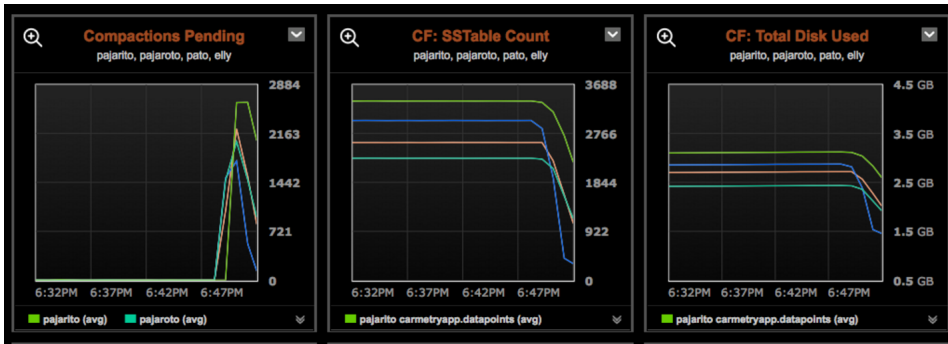 Compactions Pending
pajarito, pajaroto, pato, elly
2884
2163
1442
721
0
6:32PM 6:37PM 6:42PM 6:47PM
pajarito (avg) pajaroto (avg)
CF: SSTable Count
pajarito, pajaroto, pato, elly
3688
2766
1844
922
0
6:32PM 6:37PM 6:42PM 6:47PM
pajarito carmetryapp.datapoints (avg)
CF: Total Disk Used
pajarito, pajaroto, pato, elly
4.5 GB
3.5 GB
2.5 GB
1.5 GB
0.5 GB
6:32PM 6:37PM 6:42PM 6:47PM
pajarito carmetryapp.datapoints (avg)